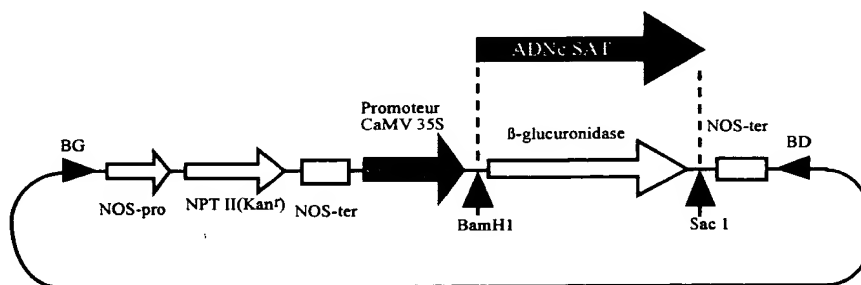 ADNc SAT
Promoteur
CaMV 35S
BG
ß-glucuronidase
NOS-ter
BD
NOS-pro
NPT II(Kanʳ)
NOS-ter
BamH1
Sac 1